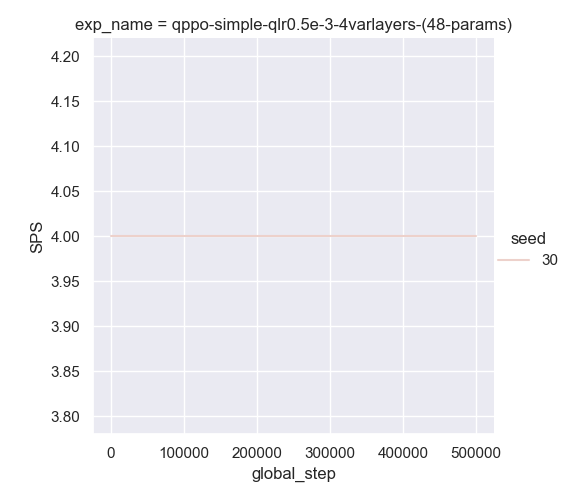 exp_name = qppo-simple-qlr0.5e-3-4varlayers-(48-params)
4.20
4.15
4.10
4.05
4.00
3.95
3.90
3.85
3.80
SPS
0 100000 200000 300000 400000 500000
global_step
seed
30